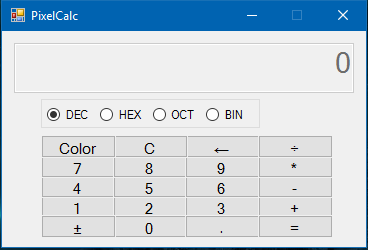 PixelCalc
0
DEC HEX OCT BIN
Color C ← ÷
7 8 9 *
4 5 6 -
1 2 3 +
± 0 . =